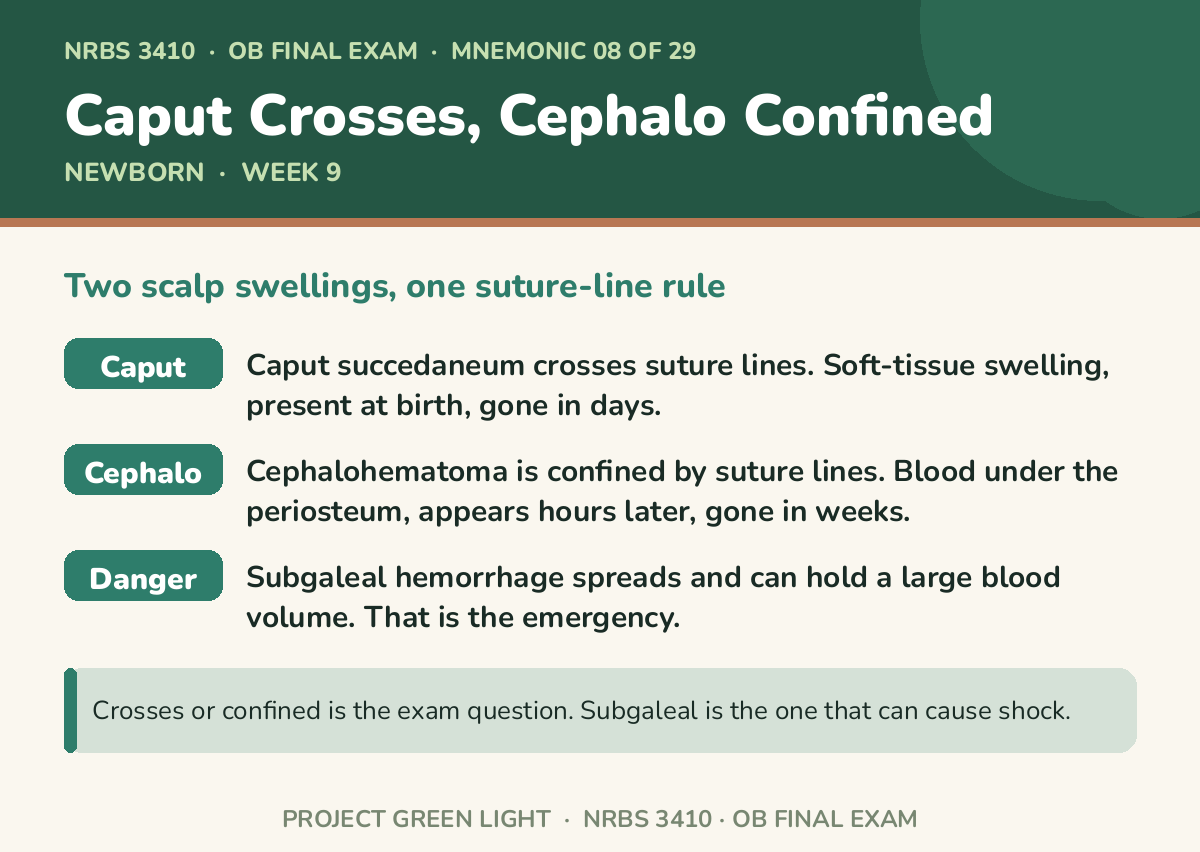 NRBS 3410 · OB FINAL EXAM · MNEMONIC 08 OF 29
Caput Crosses, Cephalo Confined
NEWBORN · WEEK 9
Two scalp swellings, one suture-line rule
Caput
Caput succedaneum crosses suture lines. Soft-tissue swelling,
present at birth, gone in days.
Cephalo
Cephalohematoma is confined by suture lines. Blood under the
periosteum, appears hours later, gone in weeks.
Danger
Subgaleal hemorrhage spreads and can hold a large blood
volume. That is the emergency.
Crosses or confined is the exam question. Subgaleal is the one that can cause shock.
PROJECT GREEN LIGHT · NRBS 3410 · OB FINAL EXAM